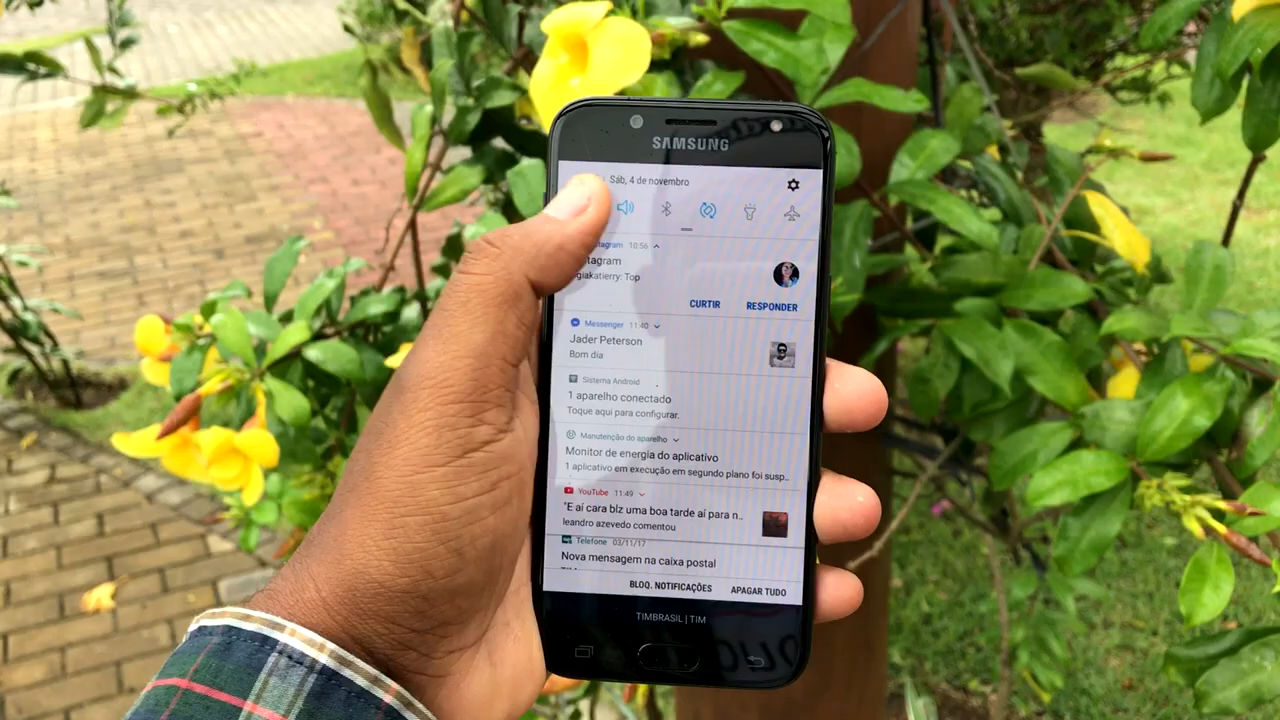 SAMSUNG
Sáb, 4 de novembro
tagram 10:56
tagram
giakatierry: Top
CURTIR RESPONDER
Messenger 11:40
Jader Peterson
Bom dia
Sistema Android
1 aparelho conectado
Toque aqui para configurar.
Manutenção do aparelho
Monitor de energia do aplicativo
1 aplicativo em execução em segundo plano foi susp..
YouTube 11:49
"E aí cara blz uma boa tarde aí para n..
leandro azevedo comentou
Telefone 03/11/17
Nova mensagem na caixa postal
BLOQ. NOTIFICAÇÕES APAGAR TUDO
TIMBRASIL | TIM